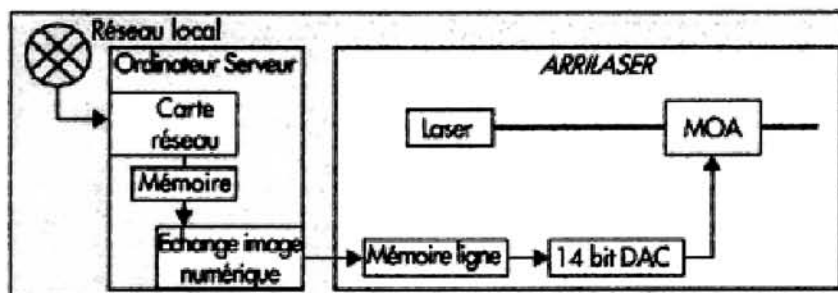 Réseau local
Ordinateur Serveur
Carte
réseau
Mémoire
Echange image
numérique
ARRILASER
Laser
MOA
Mémoire ligne
14 bit DAC